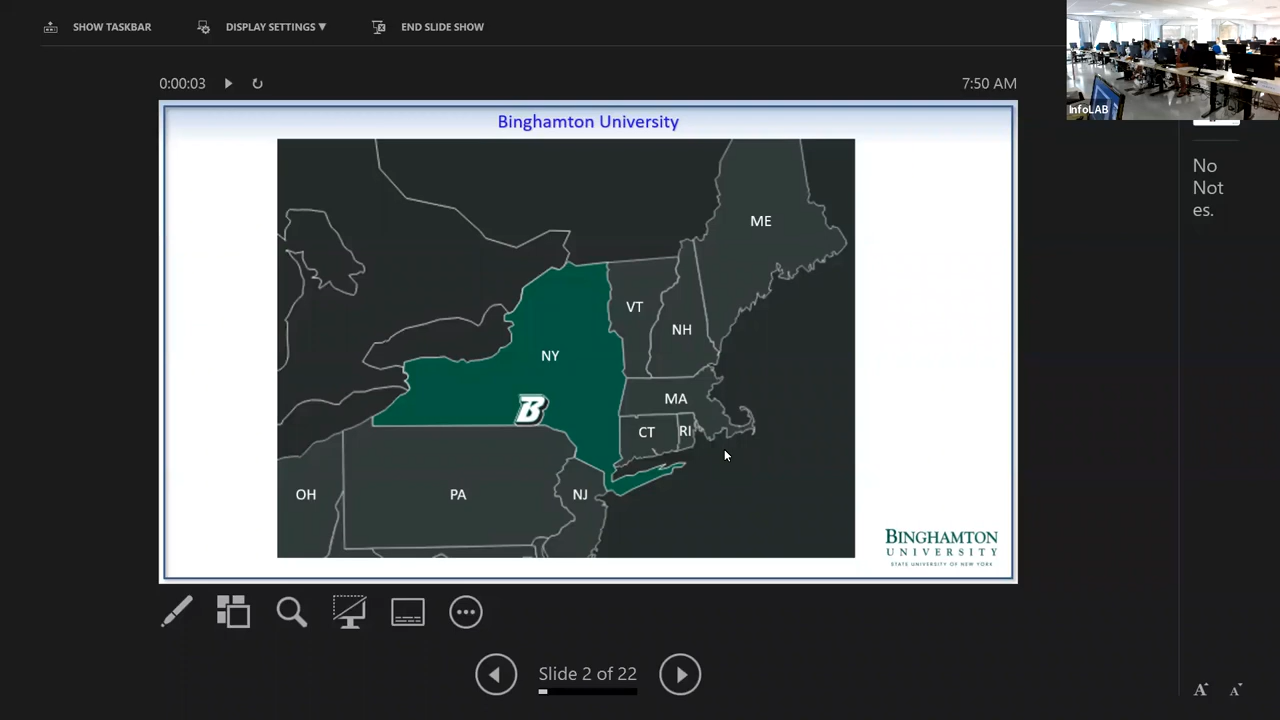 SHOW TASKBAR
DISPLAY SETTINGS ▼
END SLIDE SHOW
0:00:03
7:50 AM
InfoLAB
Binghamton University
No
Not
es.
ME
VT
NH
NY
MA
B
CT
RI
OH
PA
NJ
BINGHAMTON
UNIVERSITY
STATE UNIVERSITY OF NEW YORK
Slide 2 of 22
A
A